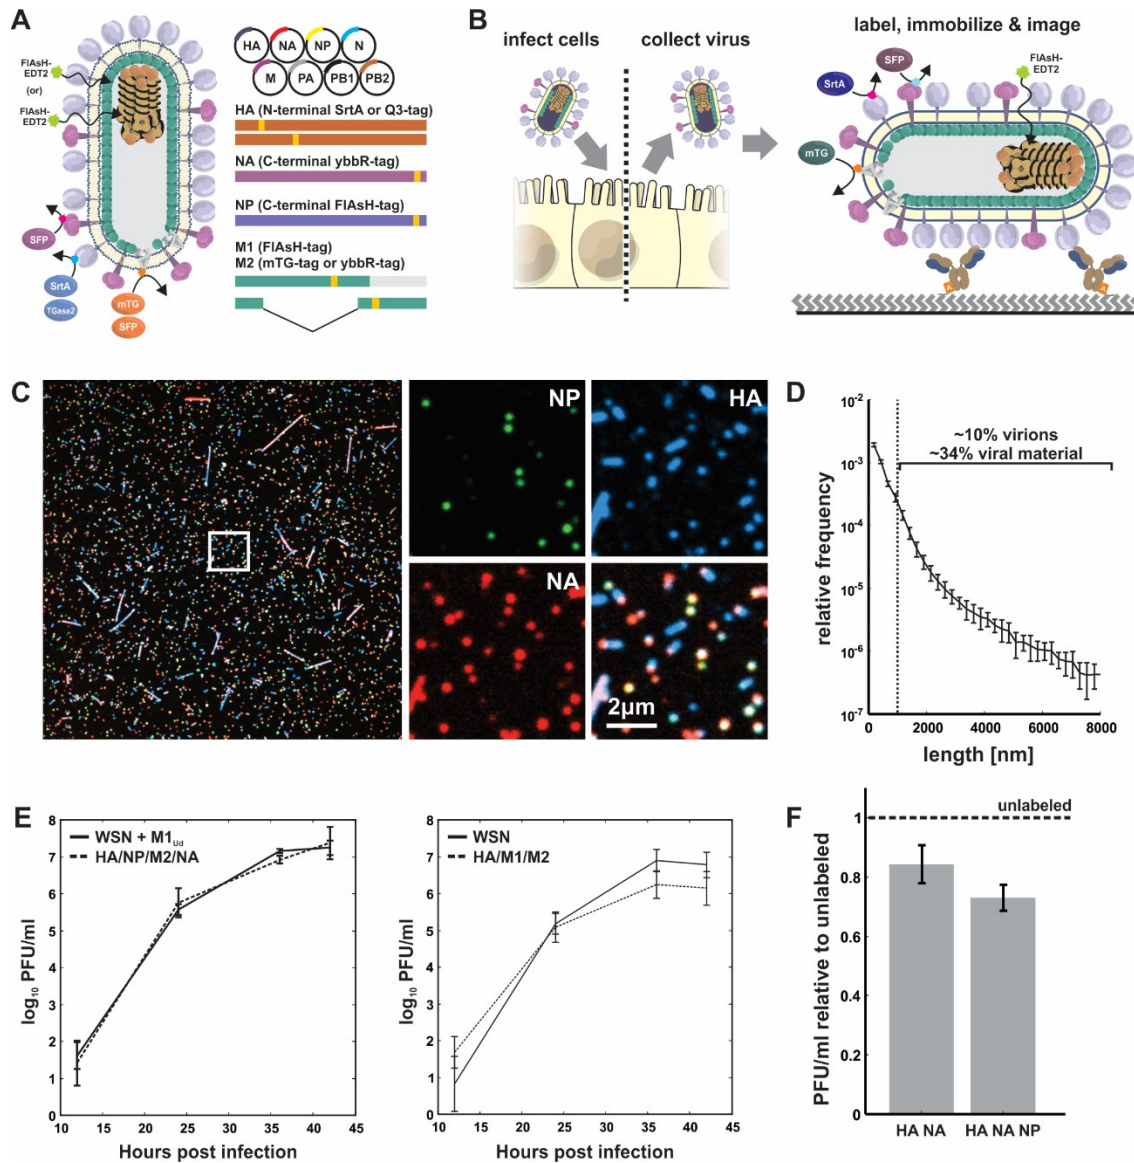 A
FlAsH-
EDT2
(or)
FlAsH-
EDT2
SFP
SrtA
TGase2
mTG
SFP
HA NA NP N
M PA PB1 PB2
HA (N-terminal SrtA or Q3-tag)
NA (C-terminal ybbR-tag)
NP (C-terminal FlAsH-tag)
M1 (FlAsH-tag)
M2 (mTG-tag or ybbR-tag)
B
infect cells
collect virus
label, immobilize & image
SFP
SrtA
FlAsH-
EDT2
mTG
A
A
C
NP
HA
NA
2µm
D
10-2
10-3
10-4
10-5
10-6
10-7
relative frequency
~10% virions
~34% viral material
0 2000 4000 6000 8000
length [nm]
E
WSN + M1Ud
HA/NP/M2/NA
log10 PFU/ml
8
7
6
5
4
3
2
1
0
10 15 20 25 30 35 40 45
Hours post infection
WSN
HA/M1/M2
log10 PFU/ml
8
7
6
5
4
3
2
1
0
10 15 20 25 30 35 40 45
Hours post infection
F
unlabeled
PFU/ml relative to unlabeled
1
0.8
0.6
0.4
0.2
0
HA NA
HA NA NP